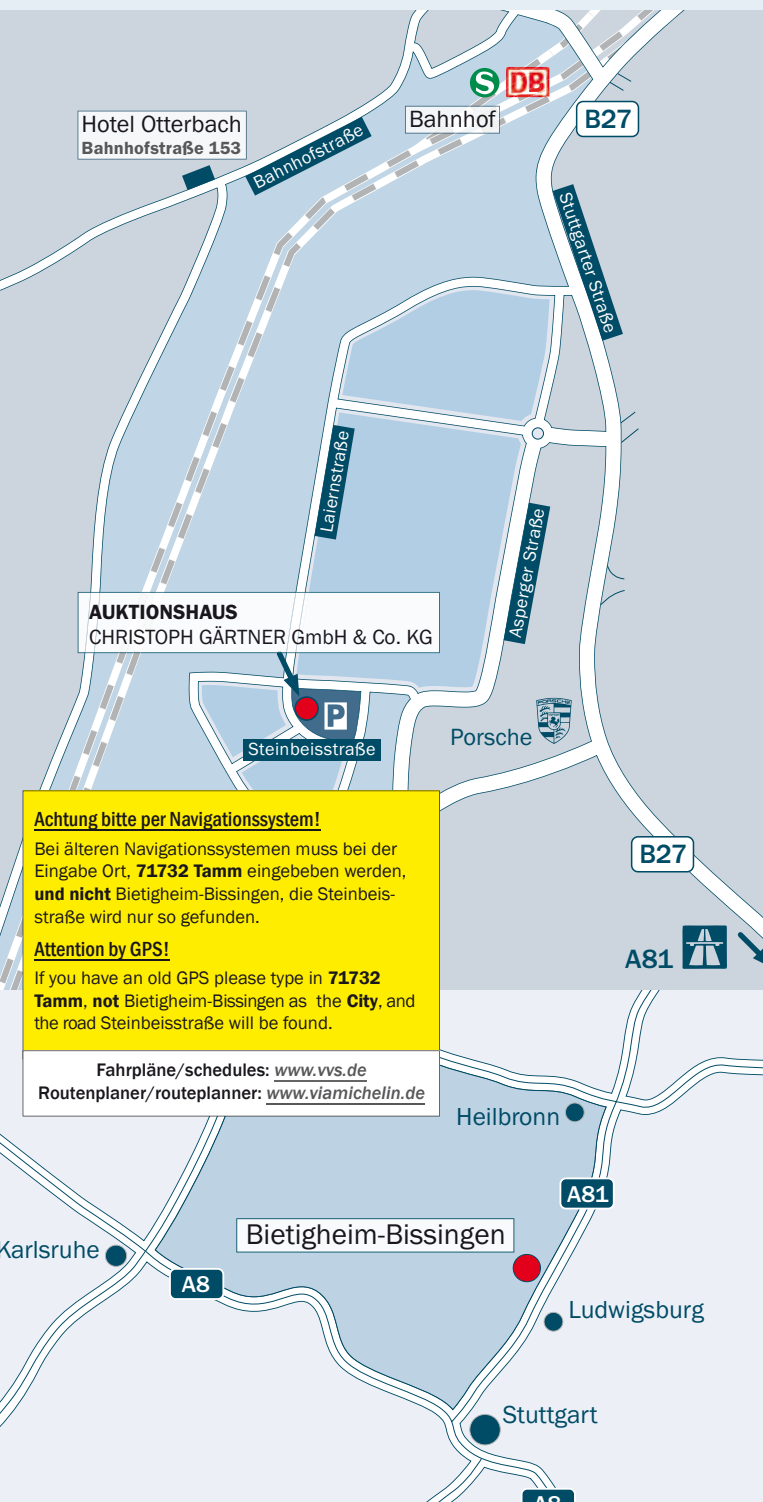 S DB
Bahnhof
B27
Hotel Otterbach
Bahnhofstraße 153
Bahnhofstraße
Stuttgarter Straße
Laiernstraße
Asperger Straße
AUKTIONSHAUS
CHRISTOPH GÄRTNER GmbH & Co. KG
P
Steinbeisstraße
PORSCHE
Porsche
Achtung bitte per Navigationssystem!
Bei älteren Navigationssystemen muss bei der
Eingabe Ort, 71732 Tamm eingebeben werden,
und nicht Bietigheim-Bissingen, die Steinbeis-
straße wird nur so gefunden.
Attention by GPS!
If you have an old GPS please type in 71732
Tamm, not Bietigheim-Bissingen as the City, and
the road Steinbeisstraße will be found.
Fahrpläne/schedules: www.vvs.de
Routenplaner/routeplanner: www.viamichelin.de
B27
A81
Heilbronn
A81
Bietigheim-Bissingen
Karlsruhe
A8
Ludwigsburg
Stuttgart
A8